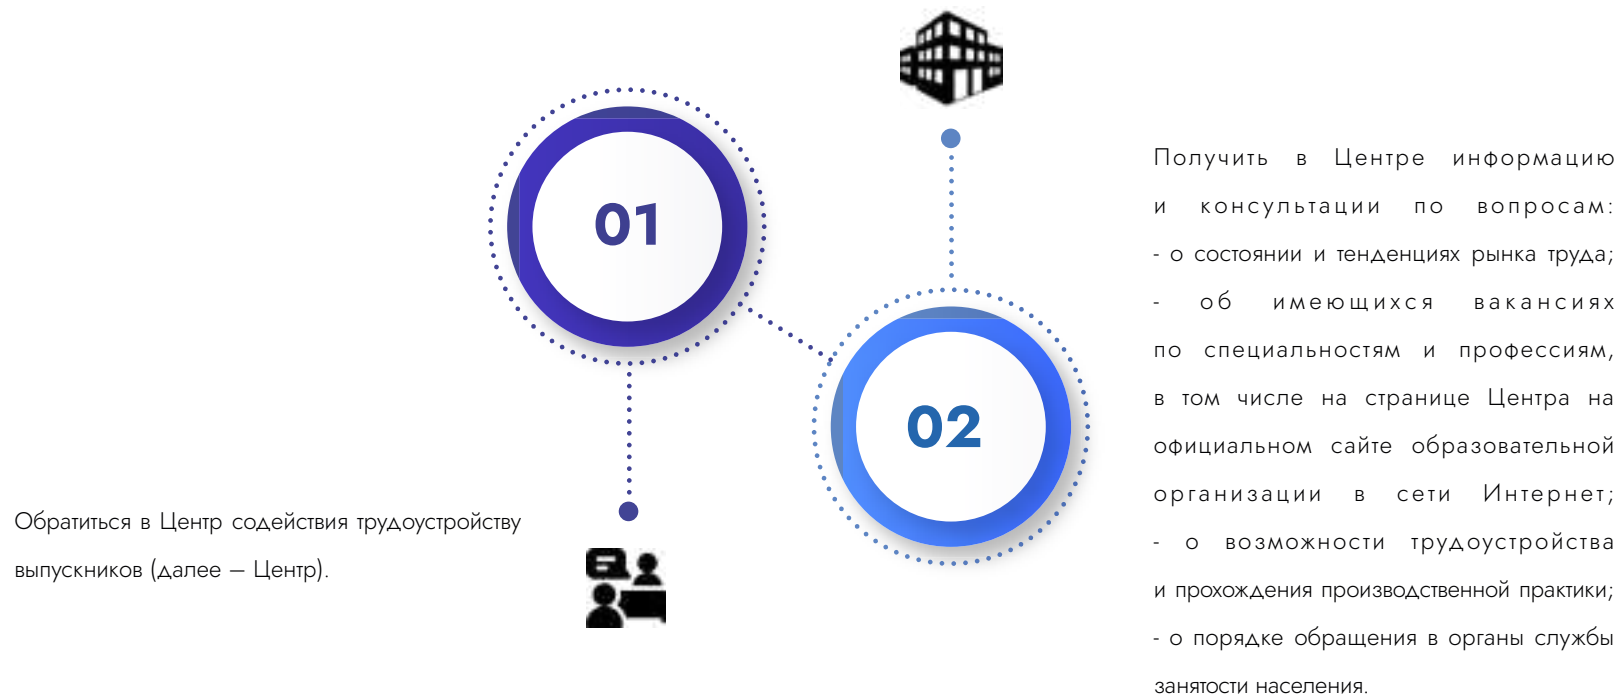 01
Обратиться в Центр содействия трудоустройству
выпускников (далее – Центр).
02
Получить в Центре информацию
и консультации по вопросам:
- о состоянии и тенденциях рынка труда;
- об имеющихся вакансиях
по специальностям и профессиям,
в том числе на странице Центра на
официальном сайте образовательной
организации в сети Интернет;
- о возможности трудоустройства
и прохождения производственной практики;
- о порядке обращения в органы службы
занятости населения.